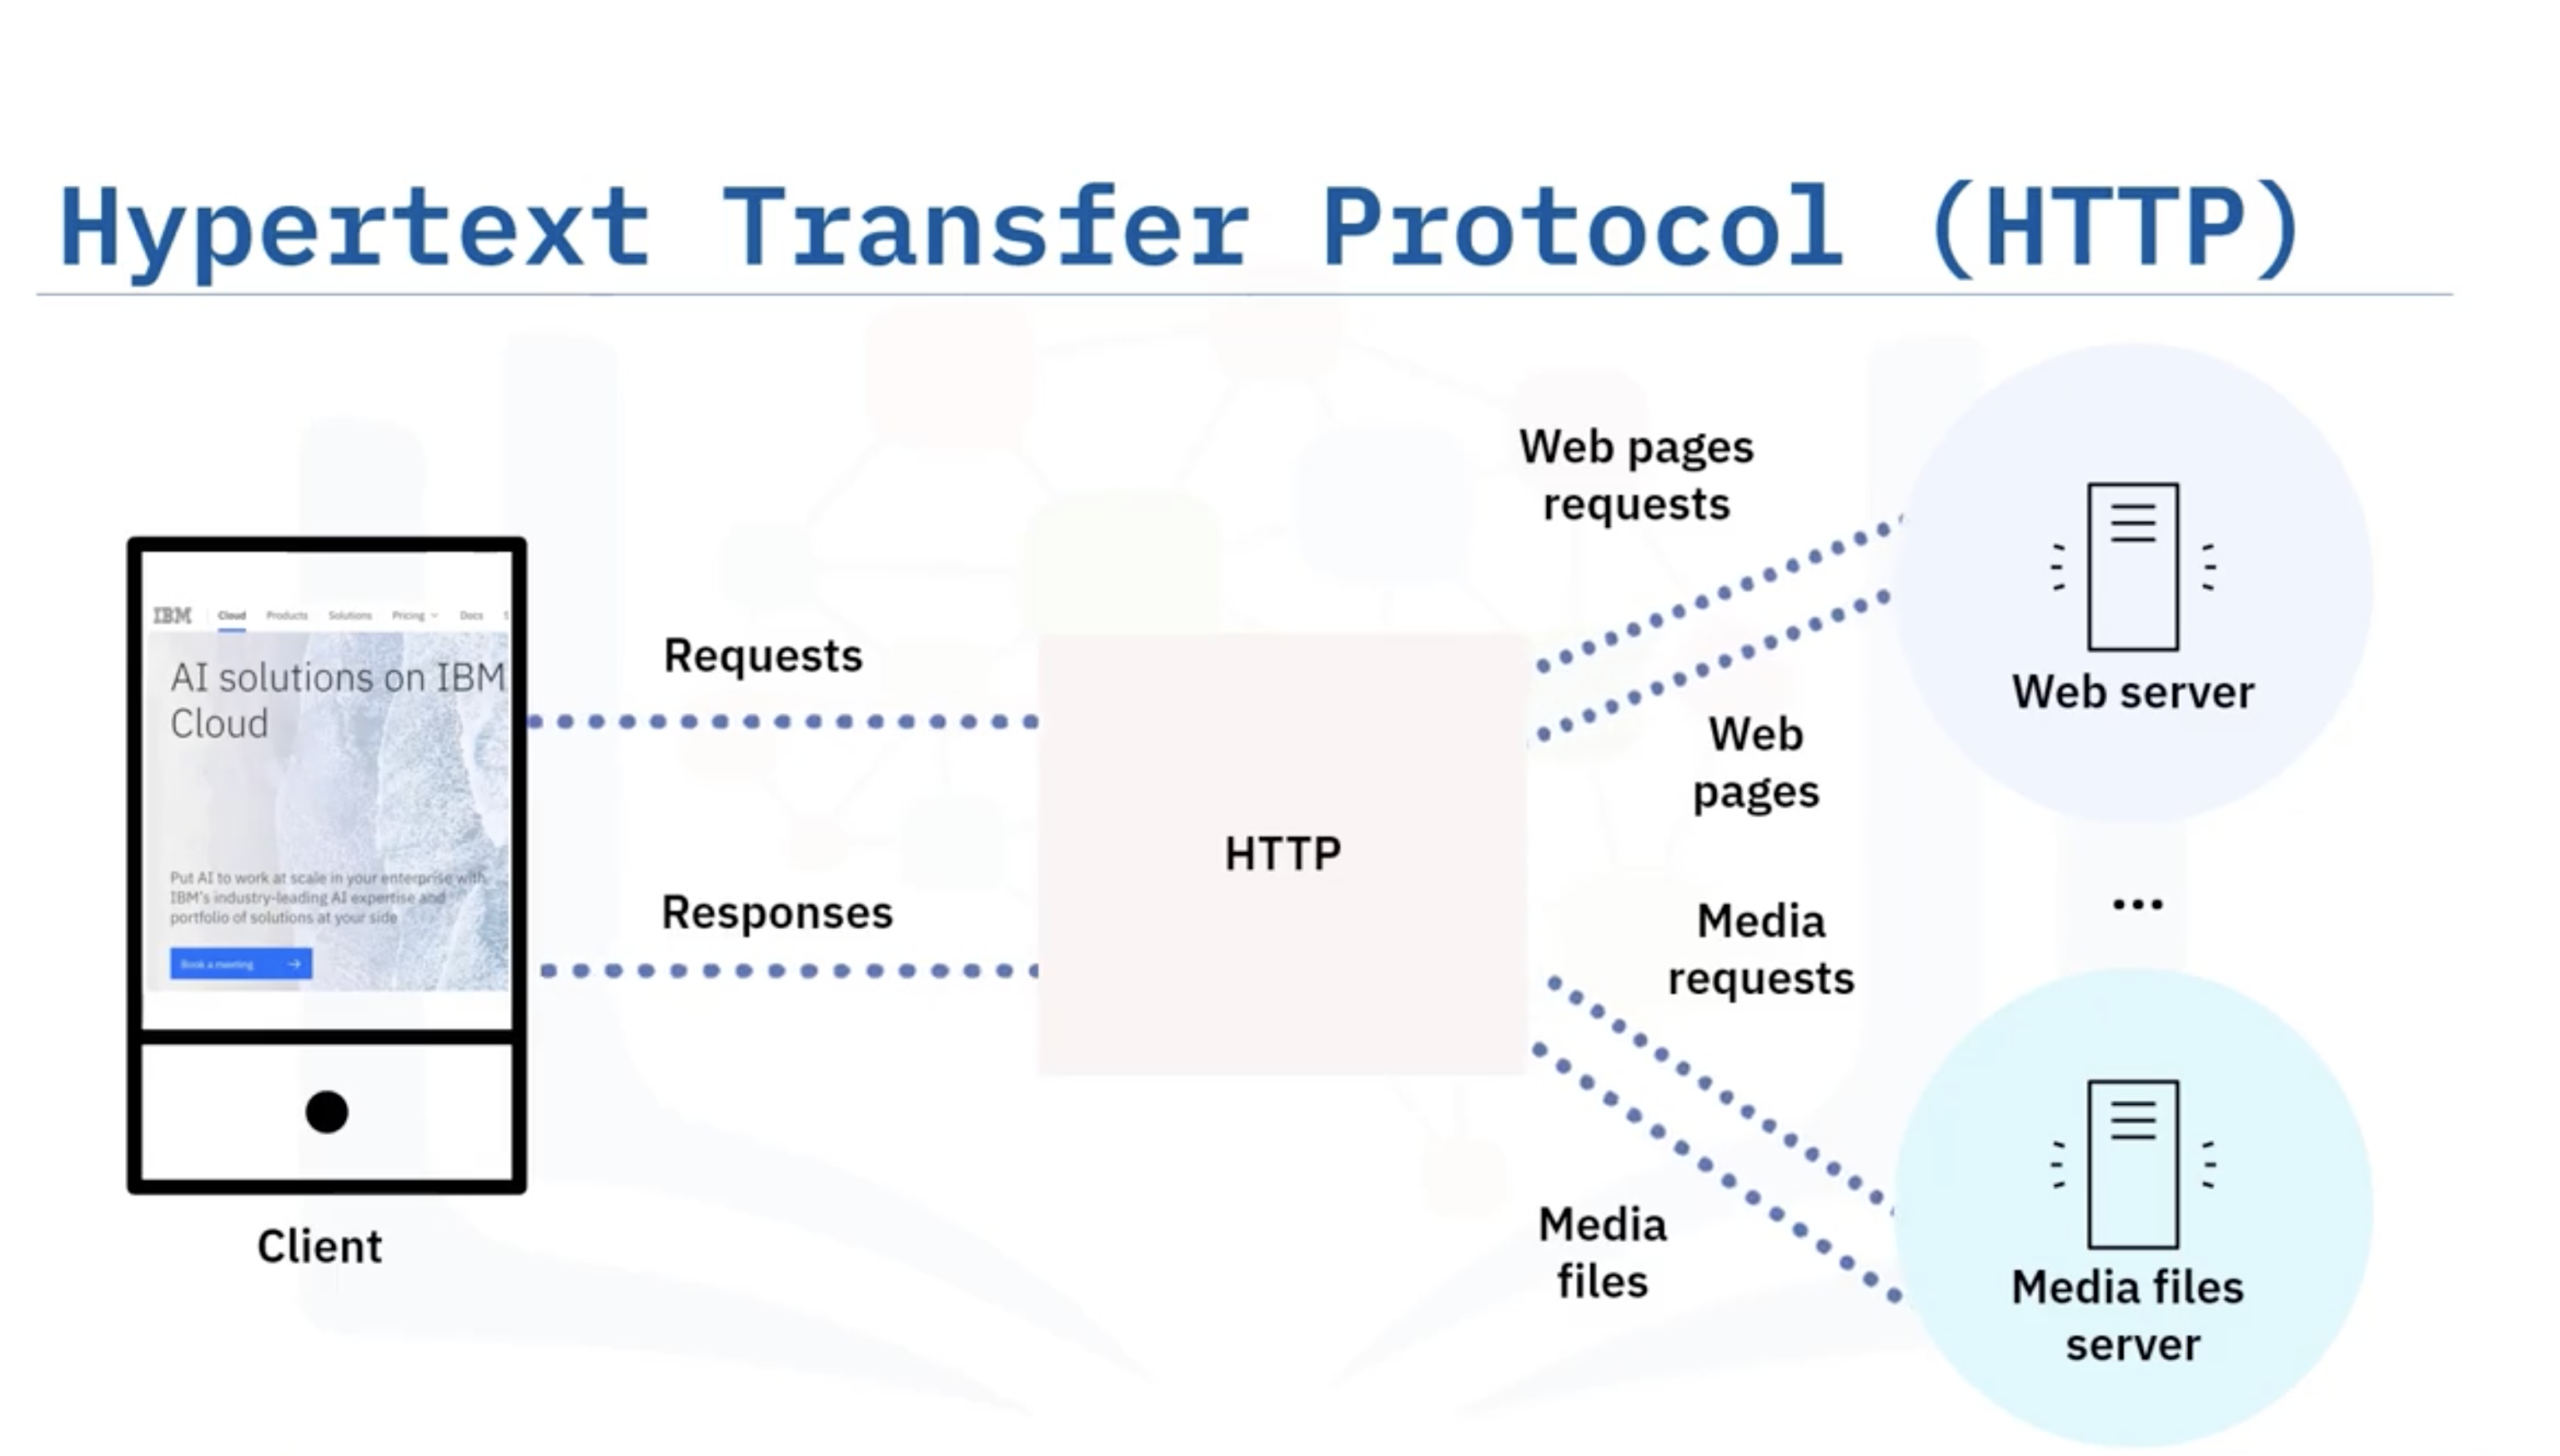 Hypertext Transfer Protocol (HTTP)
IBM Cloud Products Solutions Pricing Docs
AI solutions on IBM
Cloud
Put AI to work at scale in your enterprise with
IBM's industry-leading AI expertise and
portfolio of solutions at your side
Book a meeting
Client
Requests
Responses
HTTP
Web pages
requests
Web
pages
Media
requests
Media
files
Web server
...
Media files
server